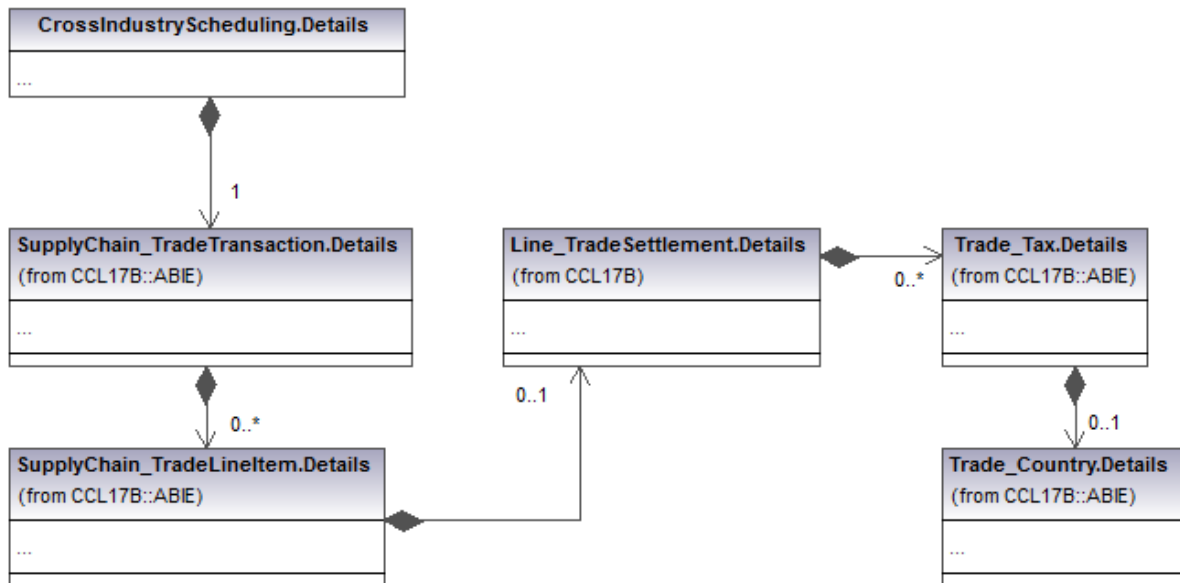 CrossIndustryScheduling.Details
...
1
SupplyChain_TradeTransaction.Details
(from CCL17B::ABIE)
...
0..*
SupplyChain_TradeLineItem.Details
(from CCL17B::ABIE)
...
0..1
Line_TradeSettlement.Details
(from CCL17B)
...
0..*
Trade_Tax.Details
(from CCL17B::ABIE)
...
0..1
Trade_Country.Details
(from CCL17B::ABIE)
...